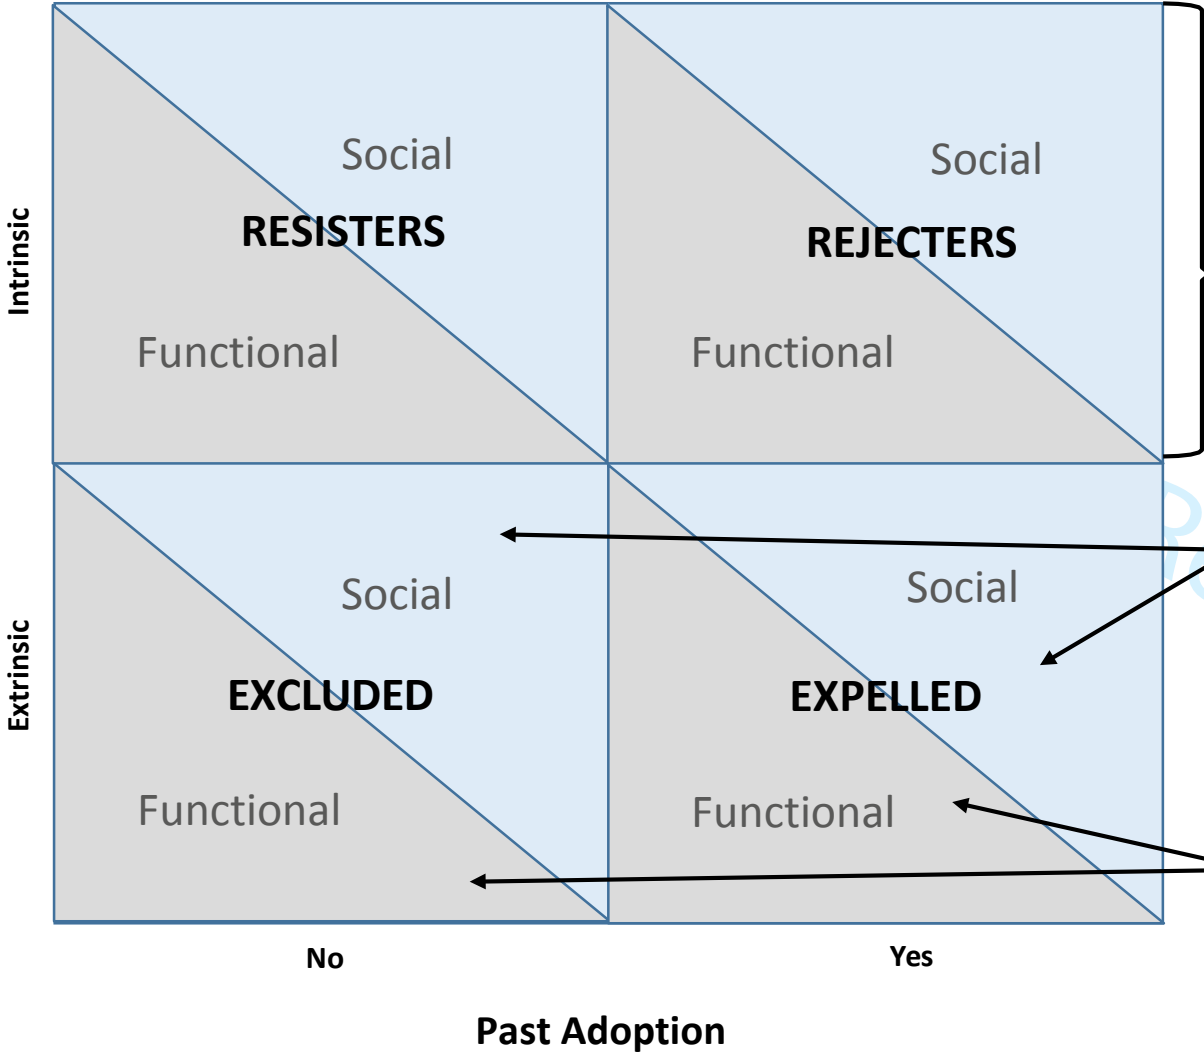 Social
Social
RESISTERS
REJECTERS
Intrinsic
Functional
Functional
Social
Social
Extrinsic
EXCLUDED
EXPELLED
Functional
Functional
No
Yes
Past Adoption